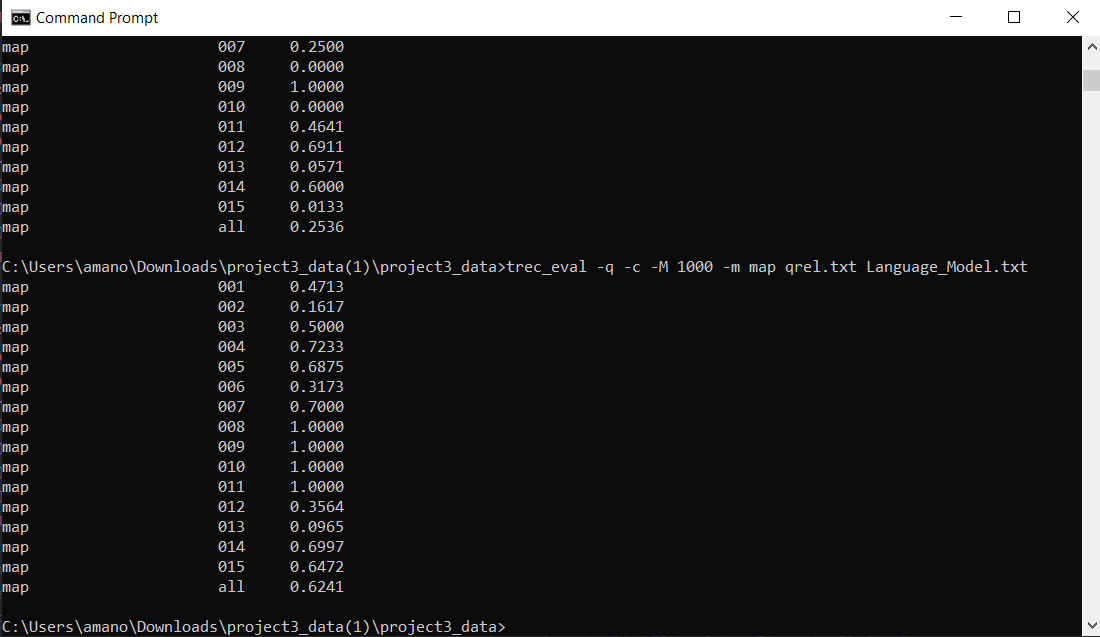 Command Prompt
map 007 0.2500
map 008 0.0000
map 009 1.0000
map 010 0.0000
map 011 0.4641
map 012 0.6911
map 013 0.0571
map 014 0.6000
map 015 0.0133
map all 0.2536
C:\Users\amano\Downloads\project3_data(1)\project3_data>trec_eval -q -c -M 1000 -m map qrel.txt Language_Model.txt
map 001 0.4713
map 002 0.1617
map 003 0.5000
map 004 0.7233
map 005 0.6875
map 006 0.3173
map 007 0.7000
map 008 1.0000
map 009 1.0000
map 010 1.0000
map 011 1.0000
map 012 0.3564
map 013 0.0965
map 014 0.6997
map 015 0.6472
map all 0.6241
C:\Users\amano\Downloads\project3_data(1)\project3_data>